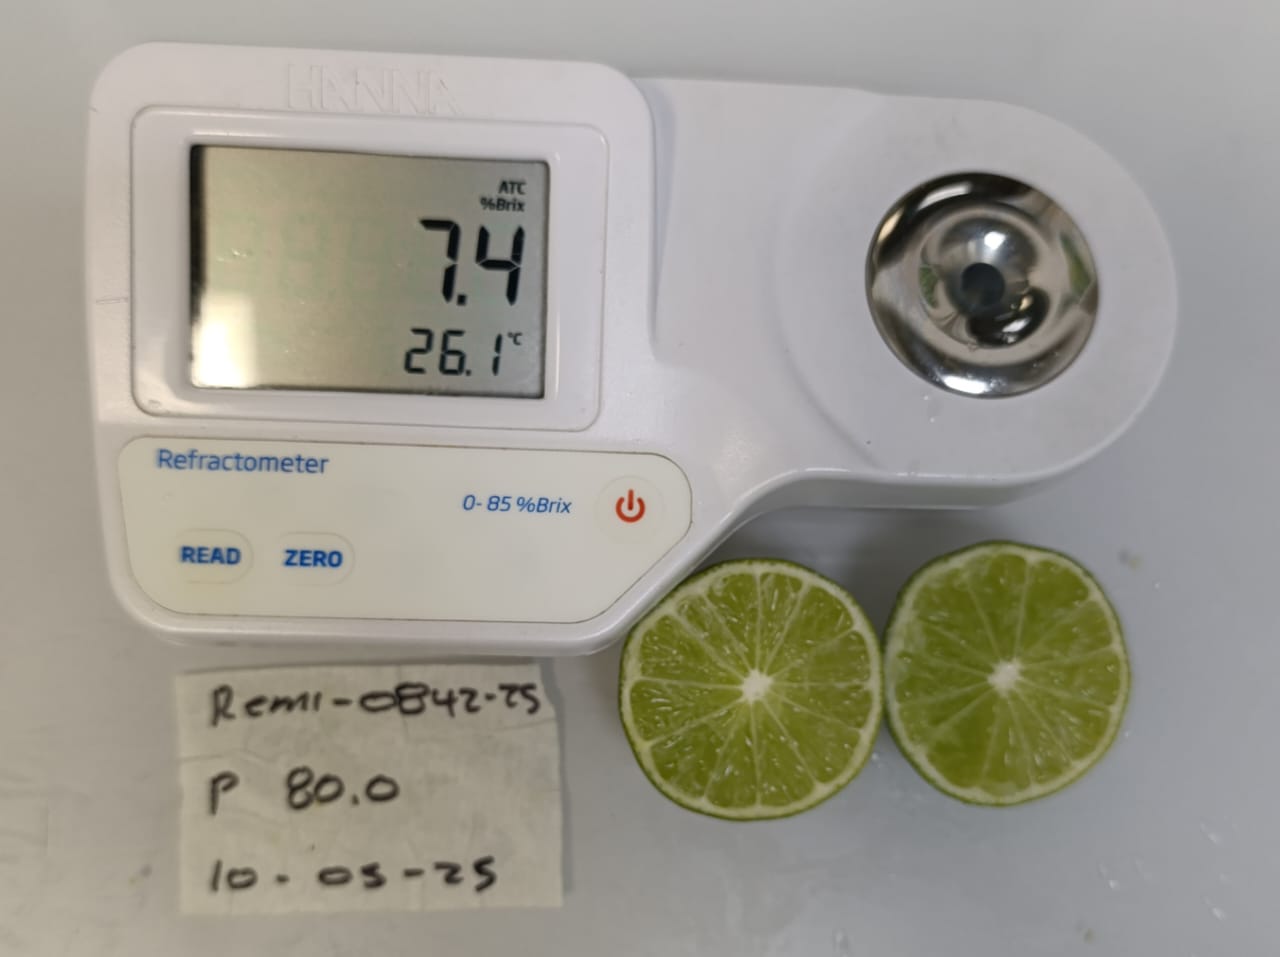 HANNA
ATC
%Brix
7.4
26.1°C
Refractometer
0-85 %Brix
READ ZERO
Remi-0842-25
P 80.0
10-05-25